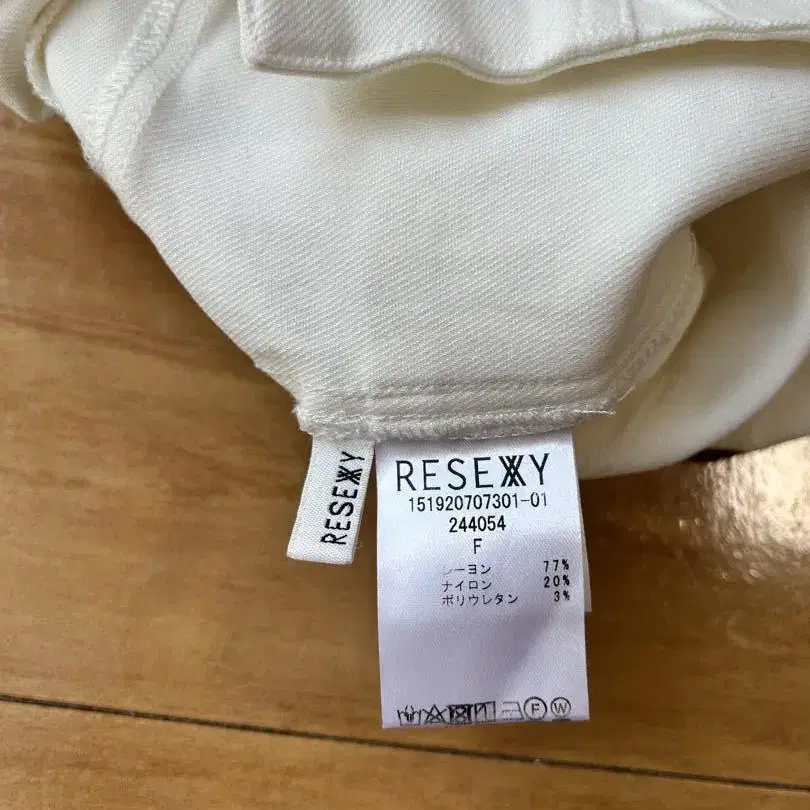 RESEXXY
RESEXXY
151920707301-01
244054
F
レーヨン 77%
ナイロン 20%
ポリウレタン 3%
F W